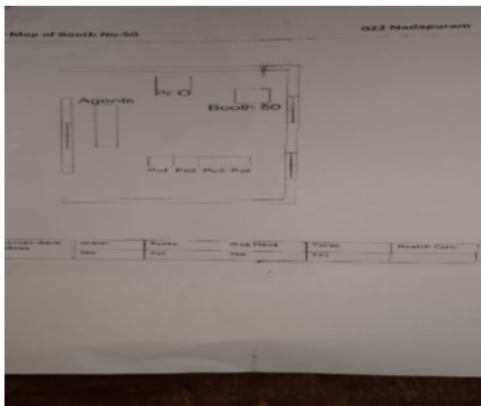 Map of Booth No:50
022 Nadapuram
Pr O
Agents
Booth 50
Po1 Po2 Po3 Po4
Water Ramp Toilet Health Care
Yes Yes Yes Yes